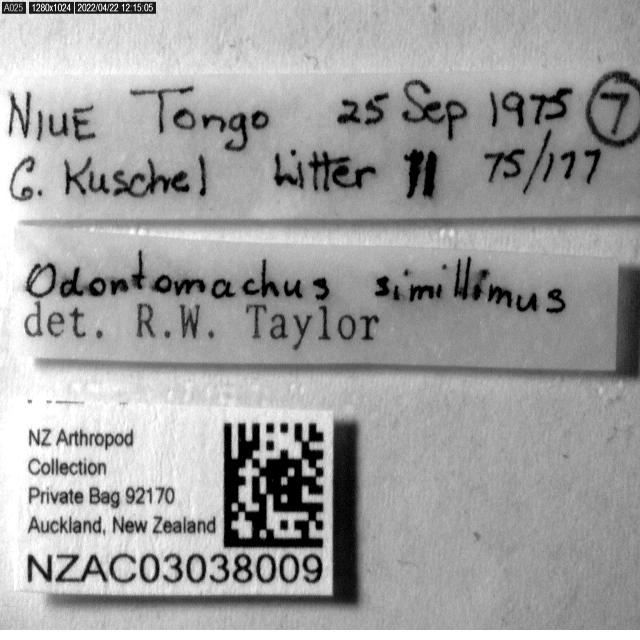 A025 1280x1024 2022/04/22 12:15:05
NIUE Tongo 25 Sep 1975 7
G. Kuschel Litter 75/177
Odontomachus simillimus
det. R.W. Taylor
NZ Arthropod
Collection
Private Bag 92170
Auckland, New Zealand
NZAC03038009